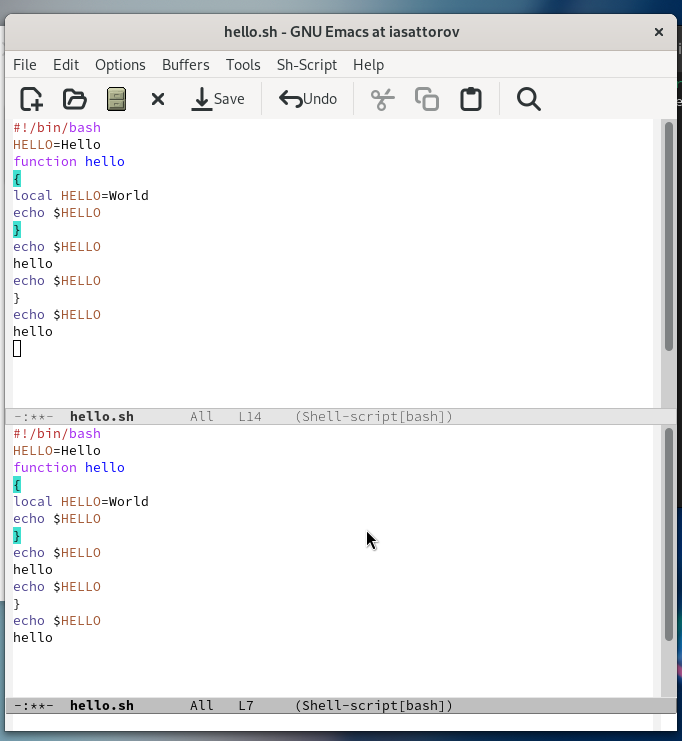 hello.sh - GNU Emacs at iasattorov ×
File Edit Options Buffers Tools Sh-Script Help
Save Undo
#!/bin/bash
HELLO=Hello
function hello
{
local HELLO=World
echo $HELLO
}
echo $HELLO
hello
echo $HELLO
}
echo $HELLO
hello
-:**- hello.sh All L14 (Shell-script[bash])
#!/bin/bash
HELLO=Hello
function hello
{
local HELLO=World
echo $HELLO
}
echo $HELLO
hello
echo $HELLO
}
echo $HELLO
hello
-:**- hello.sh All L7 (Shell-script[bash])